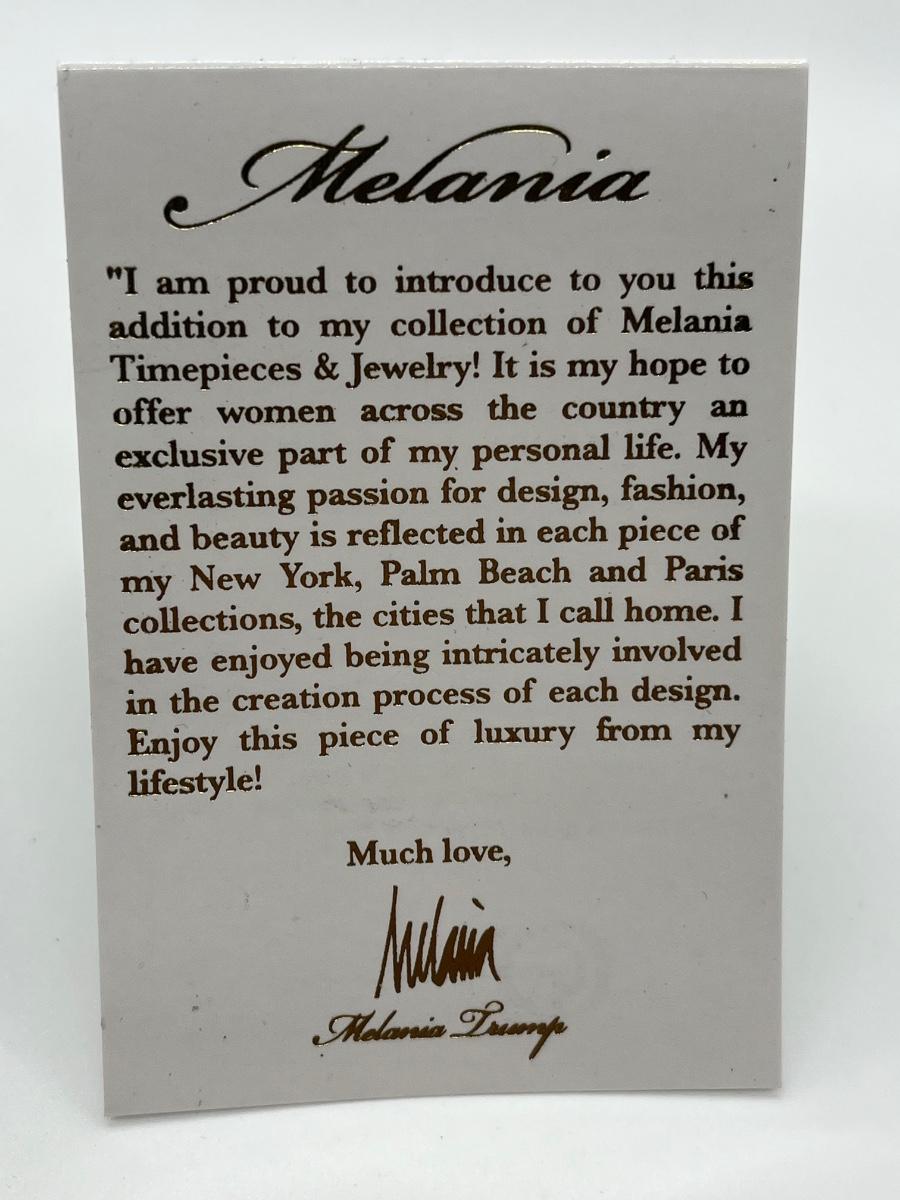 Melania
"I am proud to introduce to you this
addition to my collection of Melania
Timepieces & Jewelry! It is my hope to
offer women across the country an
exclusive part of my personal life. My
everlasting passion for design, fashion,
and beauty is reflected in each piece of
my New York, Palm Beach and Paris
collections, the cities that I call home. I
have enjoyed being intricately involved
in the creation process of each design.
Enjoy this piece of luxury from my
lifestyle!
Much love,
Melania
Melania Trump